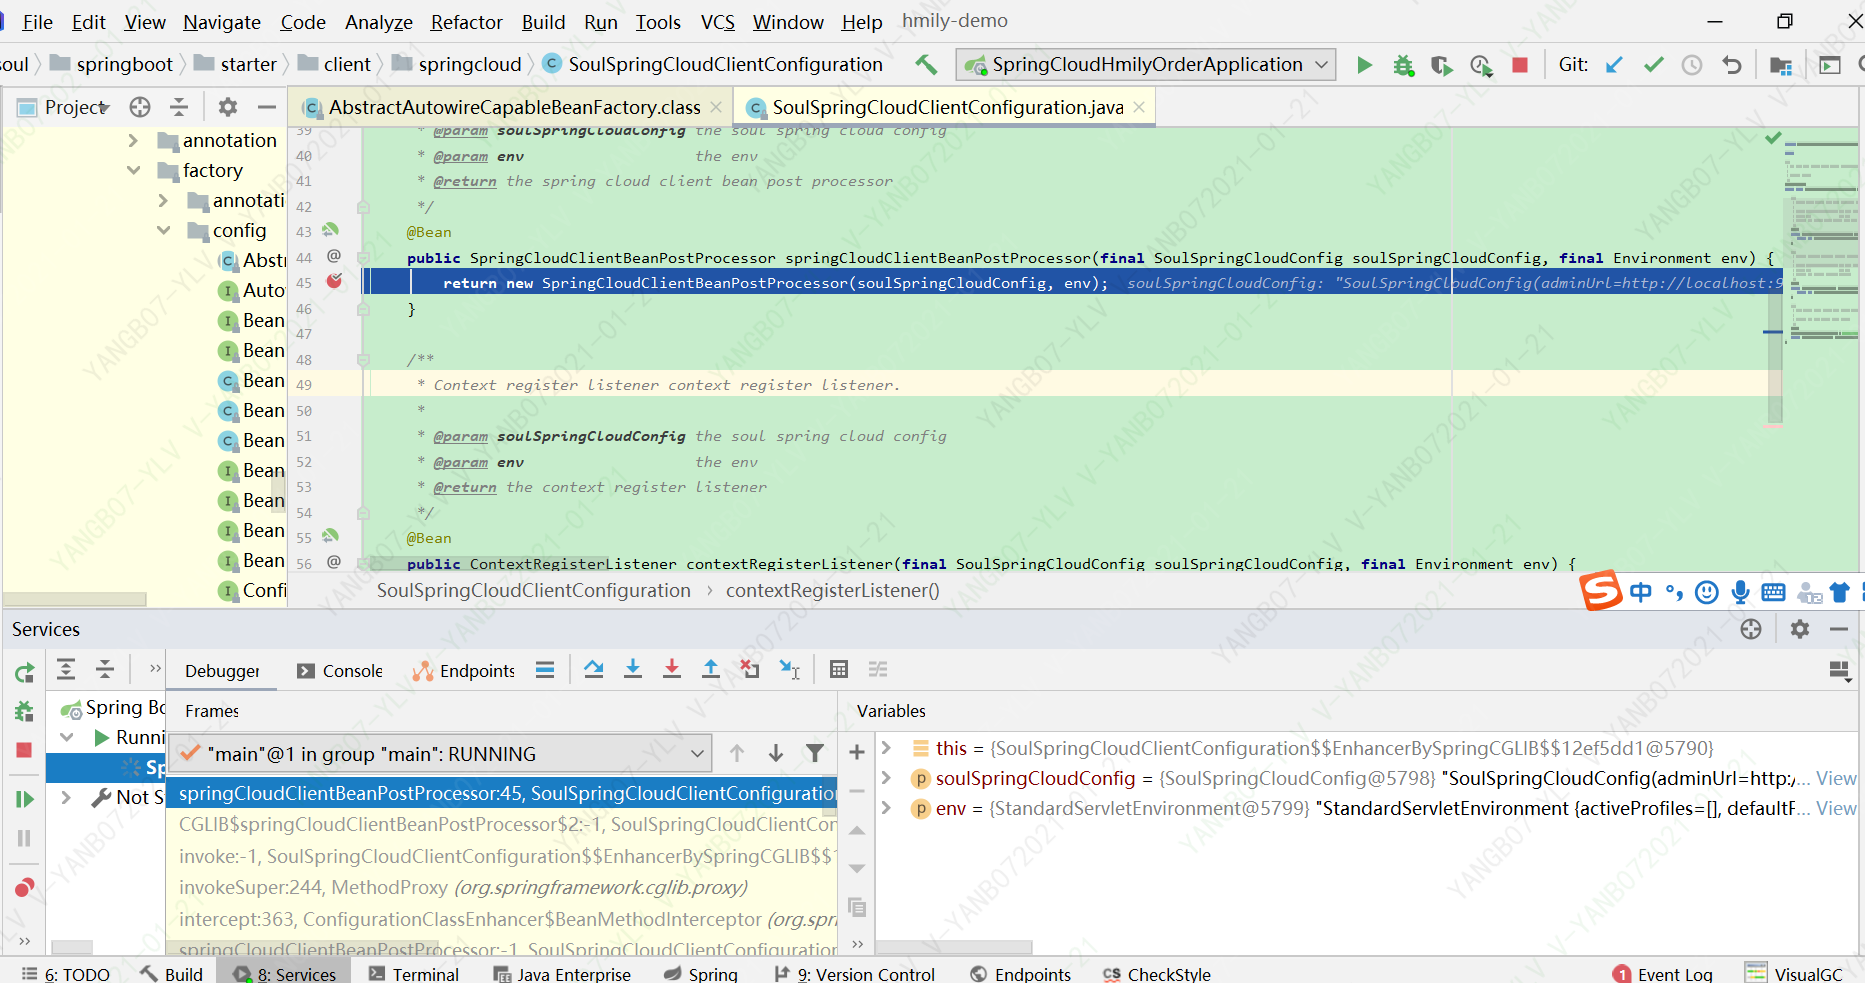 File Edit View Navigate Code Analyze Refactor Build Run Tools VCS Window Help hmily-demo
oul springboot starter client springcloud SoulSpringCloudClientConfiguration SpringCloudHmilyOrderApplication Git:
Project AbstractAutowireCapableBeanFactory.class SoulSpringCloudClientConfiguration.java
annotation
factory
annotati
config
Abstr
Auto
Bean
Bean
Bean
Bean
Bean
Bean
Bean
Bean
Bean
Confi
39 * @param soulSpringCloudConfig the soul spring cloud config
40 * @param env the env
41 * @return the spring cloud client bean post processor
42 */
43 @Bean
44 @ public SpringCloudClientBeanPostProcessor springCloudClientBeanPostProcessor(final SoulSpringCloudConfig soulSpringCloudConfig, final Environment env) {
45 return new SpringCloudClientBeanPostProcessor(soulSpringCloudConfig, env); soulSpringCloudConfig: "SoulSpringCloudConfig(adminUrl=http://localhost:9
46 }
47
48 /**
49 * Context register listener context register listener.
50 *
51 * @param soulSpringCloudConfig the soul spring cloud config
52 * @param env the env
53 * @return the context register listener
54 */
55 @Bean
56 @ public ContextRegisterListener contextRegisterListener(final SoulSpringCloudConfig soulSpringCloudConfig, final Environment env) {
SoulSpringCloudClientConfiguration › contextRegisterListener()
S 中
Services
Debugger Console Endpoints
Spring Bo
Runni
Sp
Not S
Frames
"main"@1 in group "main": RUNNING
springCloudClientBeanPostProcessor:45, SoulSpringCloudClientConfiguration
CGLIB$springCloudClientBeanPostProcessor$2:-1, SoulSpringCloudClientCon
invoke:-1, SoulSpringCloudClientConfiguration$$EnhancerBySpringCGLIB$$1
invokeSuper:244, MethodProxy (org.springframework.cglib.proxy)
intercept:363, ConfigurationClassEnhancer$BeanMethodInterceptor (org.spri
springCloudClientBeanPostProcessor:-1, SoulSpringCloudClientConfiguration
Variables
this = {SoulSpringCloudClientConfiguration$$EnhancerBySpringCGLIB$$12ef5dd1@5790}
soulSpringCloudConfig = {SoulSpringCloudConfig@5798} "SoulSpringCloudConfig(adminUrl=http:/... View
env = {StandardServletEnvironment@5799} "StandardServletEnvironment {activeProfiles=[], defaultF... View
6: TODO Build 8: Services Terminal Java Enterprise Spring 9: Version Control Endpoints CheckStyle 1 Event Log VisualGC